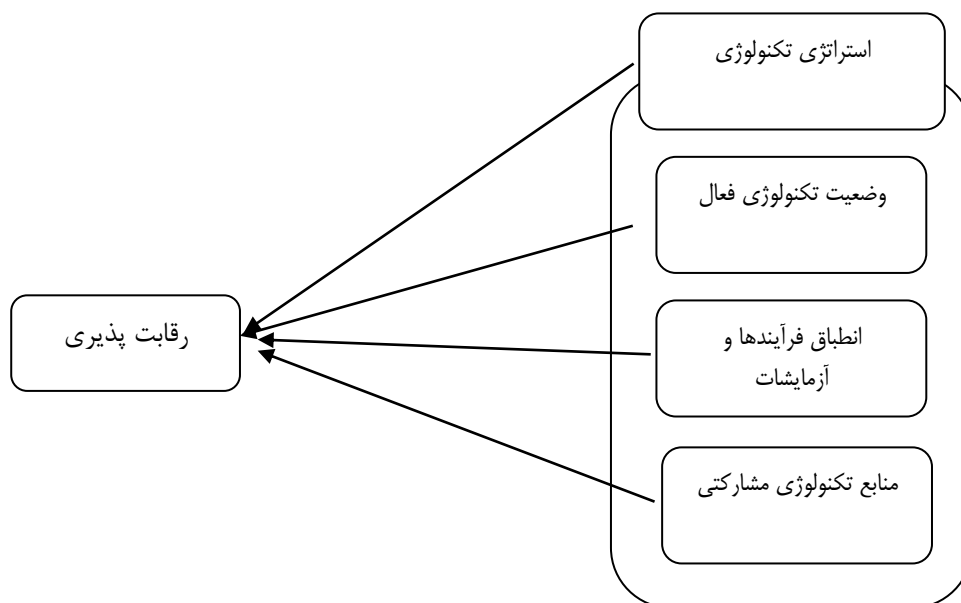 استراتژی تکنولوژی
وضعیت تکنولوژی فعال
انطباق فرآیندها و
آزمایشات
منابع تکنولوژی مشارکتی
رقابت پذیری